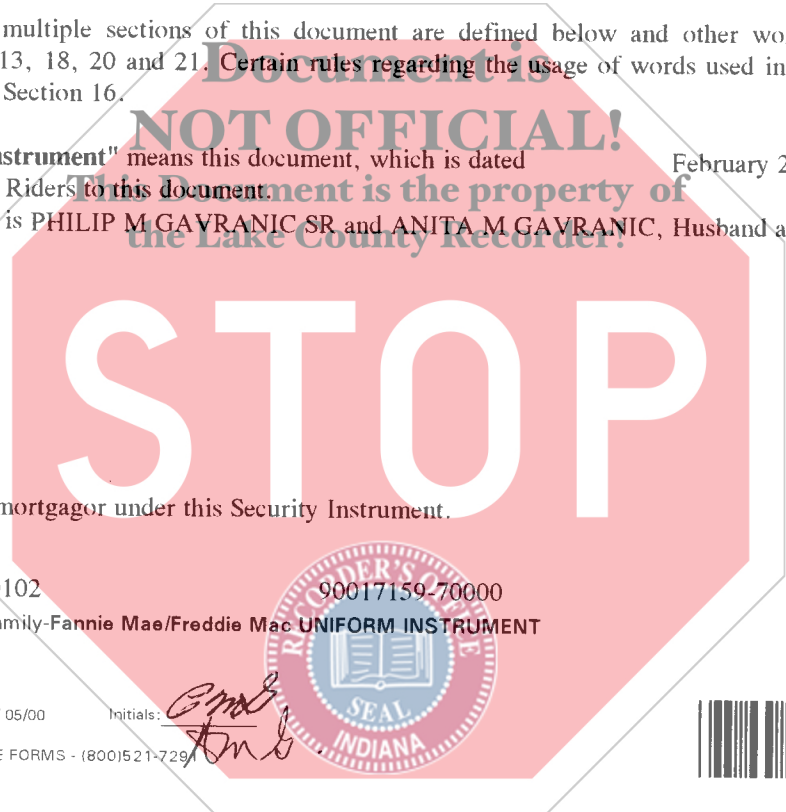 multiple sections of this document are defined below and other wo
13, 18, 20 and 21. Certain rules regarding the usage of words used in
Section 16.
Document is
NOT OFFICIAL!
strument" means this document, which is dated February 2
Riders to this document.
This Document is the property of
is PHILIP M GAVRANIC SR and ANITA M GAVRANIC, Husband a
the Lake County Recorder!
STOP
mortgagor under this Security Instrument.
102 90017159-70000
mily-Fannie Mae/Freddie Mac UNIFORM INSTRUMENT
RECORDER'S OFFICE
SEAL
INDIANA
05/00 Initials: PMG
AMG
E FORMS - (800)521-7291